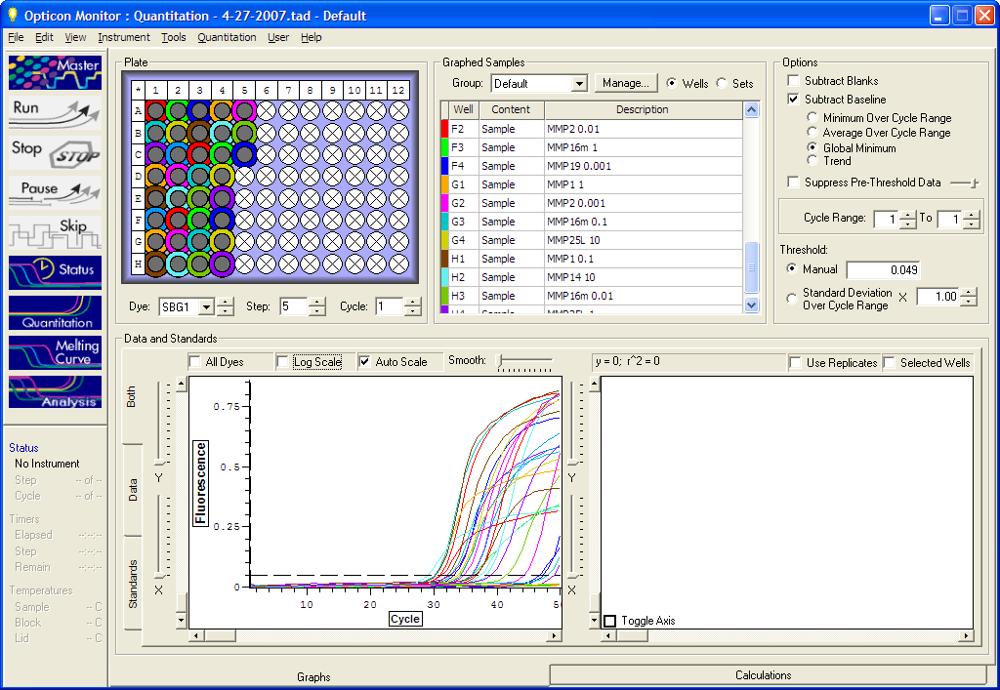 Opticon Monitor : Quantitation - 4-27-2007.tad - Default
File Edit View Instrument Tools Quantitation User Help
Master
Run
Stop
STOP
Pause
Skip
Status
Quantitation
Melting
Curve
Analysis
Status
No Instrument
Step -- of --
Cycle -- of --
Timers
Elapsed --:--:--
Step --:--:--
Remain --:--:--
Temperatures
Sample -- C
Block -- C
Lid -- C
Plate
* 1 2 3 4 5 6 7 8 9 10 11 12
A
B
C
D
E
F
G
H
Dye: SBG1 Step: 5 Cycle: 1
Graphed Samples
Group: Default Manage... Wells Sets
Well Content Description
F2 Sample MMP2 0.01
F3 Sample MMP16m 1
F4 Sample MMP19 0.001
G1 Sample MMP1 1
G2 Sample MMP2 0.001
G3 Sample MMP16m 0.1
G4 Sample MMP25L 10
H1 Sample MMP1 0.1
H2 Sample MMP14 10
H3 Sample MMP16m 0.01
H4 Sample MMP25L 1
Options
Subtract Blanks
Subtract Baseline
Minimum Over Cycle Range
Average Over Cycle Range
Global Minimum
Trend
Suppress Pre-Threshold Data
Cycle Range: 1 To 1
Threshold:
Manual 0.049
Standard Deviation
Over Cycle Range X 1.00
Data and Standards
Both
Data
Standards
All Dyes Log Scale Auto Scale Smooth:
Y
X
Fluorescence
0.75
0.5
0.25
0
10 20 30 40 50
Cycle
y = 0; r^2 = 0 Use Replicates Selected Wells
Y
X
Toggle Axis
Graphs
Calculations